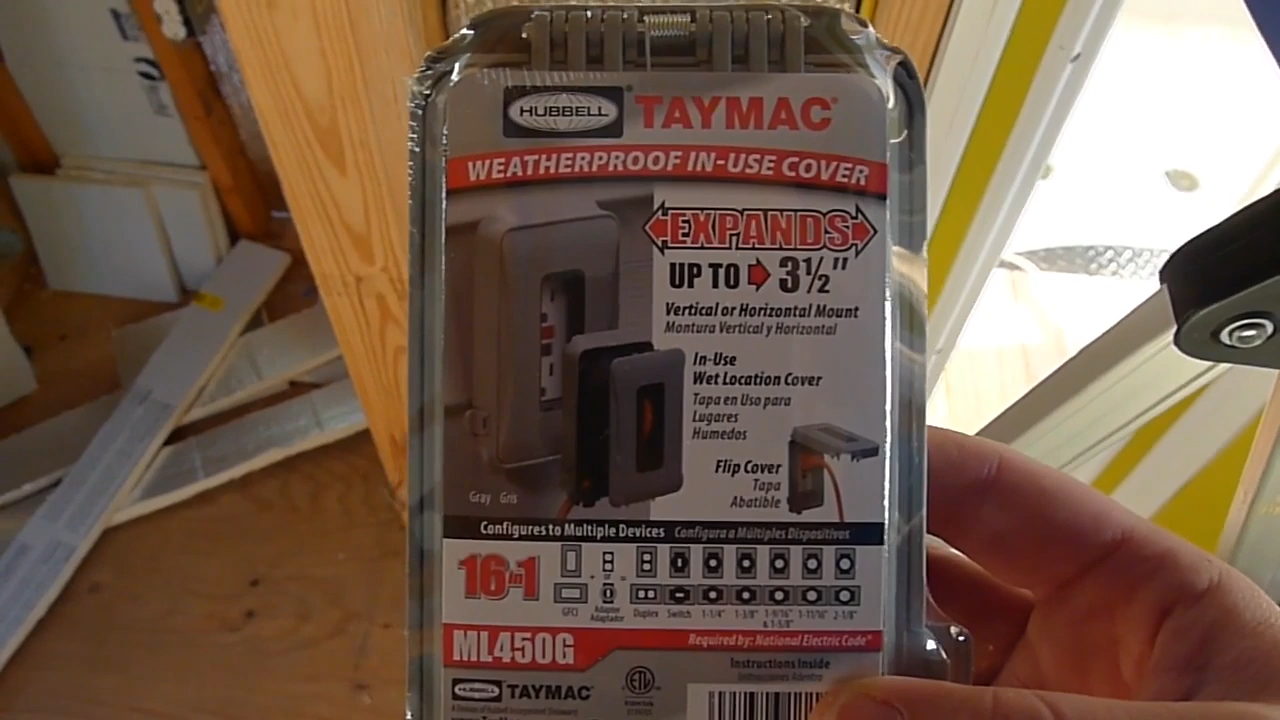 HUBBELL
TAYMAC®
WEATHERPROOF IN-USE COVER
EXPANDS
UP TO 3½"
Vertical or Horizontal Mount
Montura Vertical y Horizontal
In-Use
Wet Location Cover
Tapa en Uso para
Lugares
Humedos
Flip Cover
Tapa
Abatible
Gray Gris
Configures to Multiple Devices Configura a Múltiples Dispositivos
16 in 1
+ or =
GFCI Adapter Adaptador Duplex Switch 1-1/4" 1-3/8" 1-9/16" & 1-5/8" 1-11/16" 2-1/8"
ML450G
Required by: National Electric Code®
Instructions Inside
Instrucciones Adentro
HUBBELL TAYMAC®
ETL